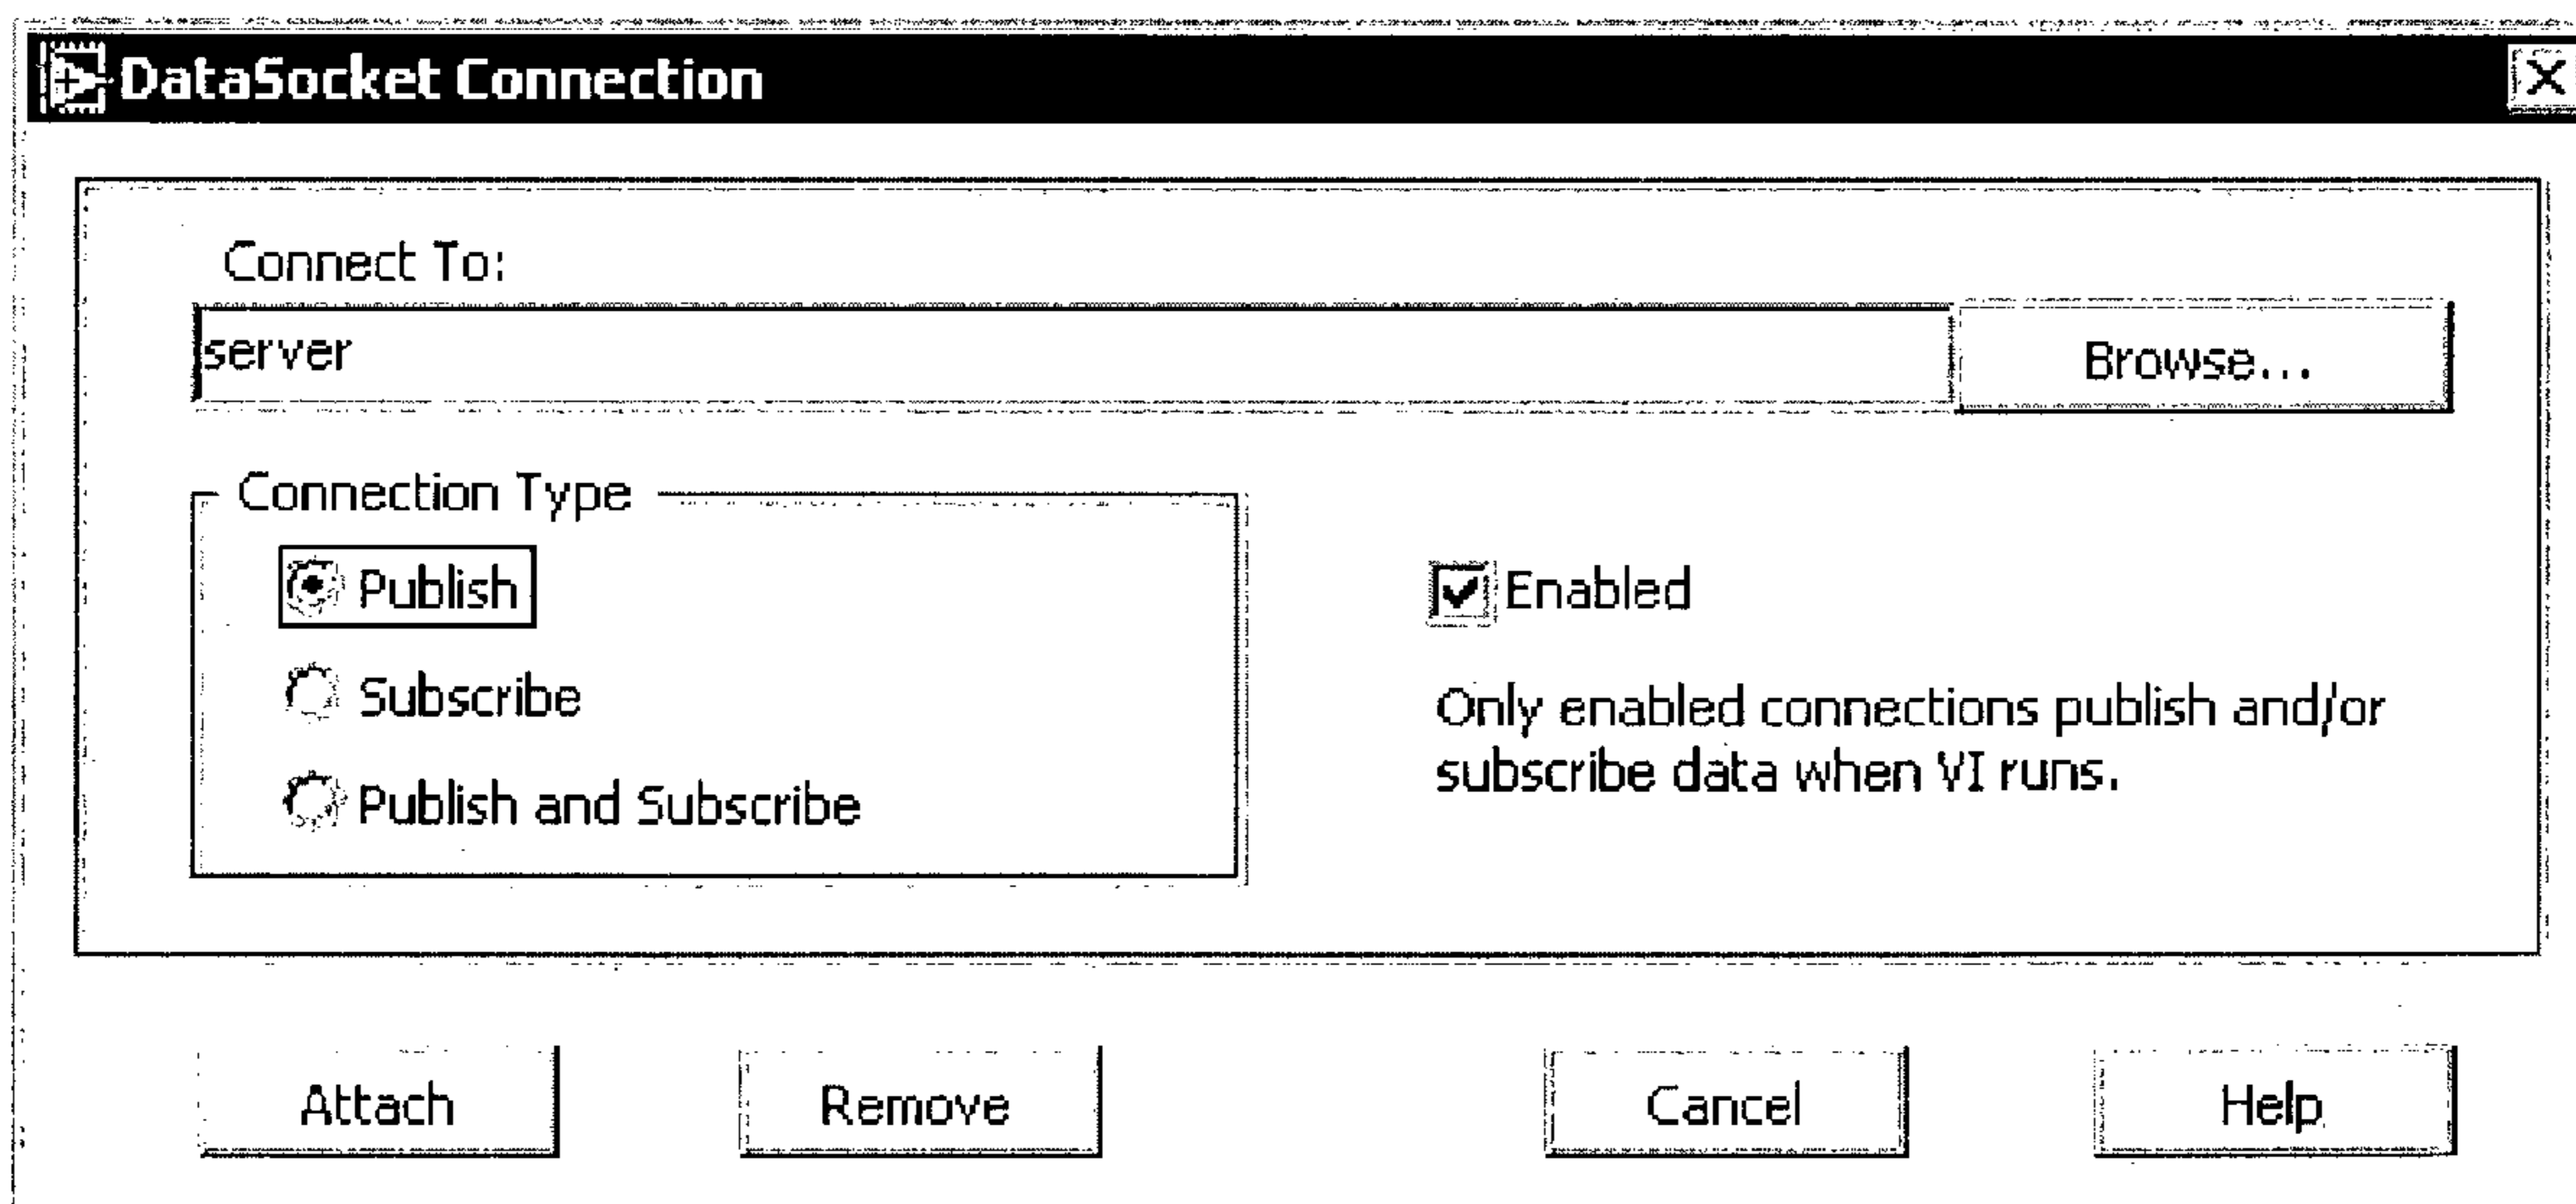 DataSocket Connection
Connect To:
server
Browse...
Connection Type
Publish
Enabled
Subscribe
Only enabled connections publish and/or
subscribe data when VI runs.
Publish and Subscribe
Attach
Remove
Cancel
Help